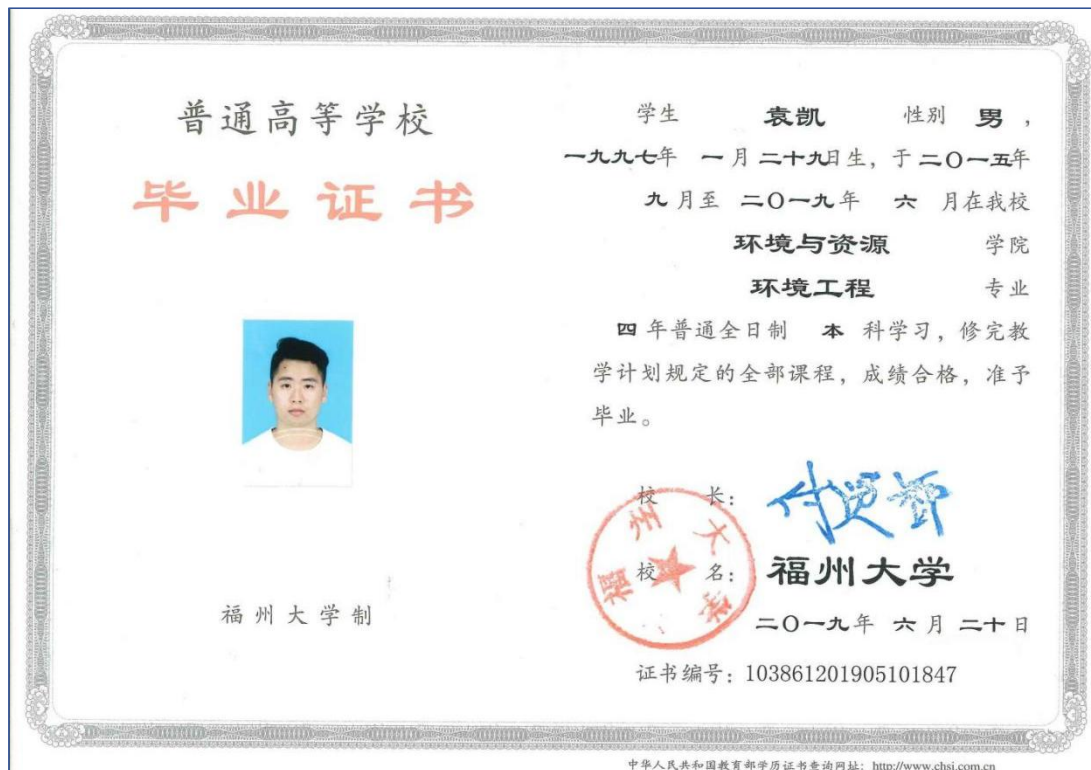 普通高等学校
毕业证书
福州大学制
学生 袁凯 性别 男，
一九九七年 一月二十九日生，于二〇一五年
九月至 二〇一九年 六 月在我校
环境与资源 学院
环境工程 专业
四年普通全日制 本 科学习，修完教
学计划规定的全部课程，成绩合格，准予
毕业。
校 长：
福州大学
校 名：福州大学
二〇一九年 六月二十日
证书编号：103861201905101847
中华人民共和国教育部学历证书查询网址：http://www.chsi.com.cn